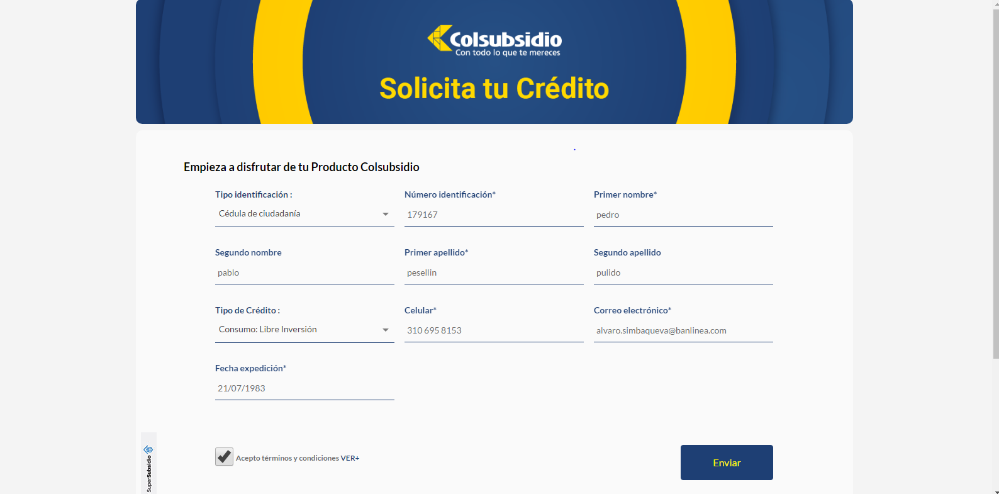 Colsubsidio
Con todo lo que te mereces
Solicita tu Crédito
.
Empieza a disfrutar de tu Producto Colsubsidio
Tipo identificación :
Número identificación*
Primer nombre*
Cédula de ciudadanía
179167
pedro
Segundo nombre
Primer apellido*
Segundo apellido
pablo
pesellin
pulido
Tipo de Crédito :
Celular*
Correo electrónico*
Consumo: Libre Inversión
310 695 8153
alvaro.simbaqueva@banlinea.com
Fecha expedición*
21/07/1983
Acepto términos y condiciones VER+
Enviar
SuperSubsidio